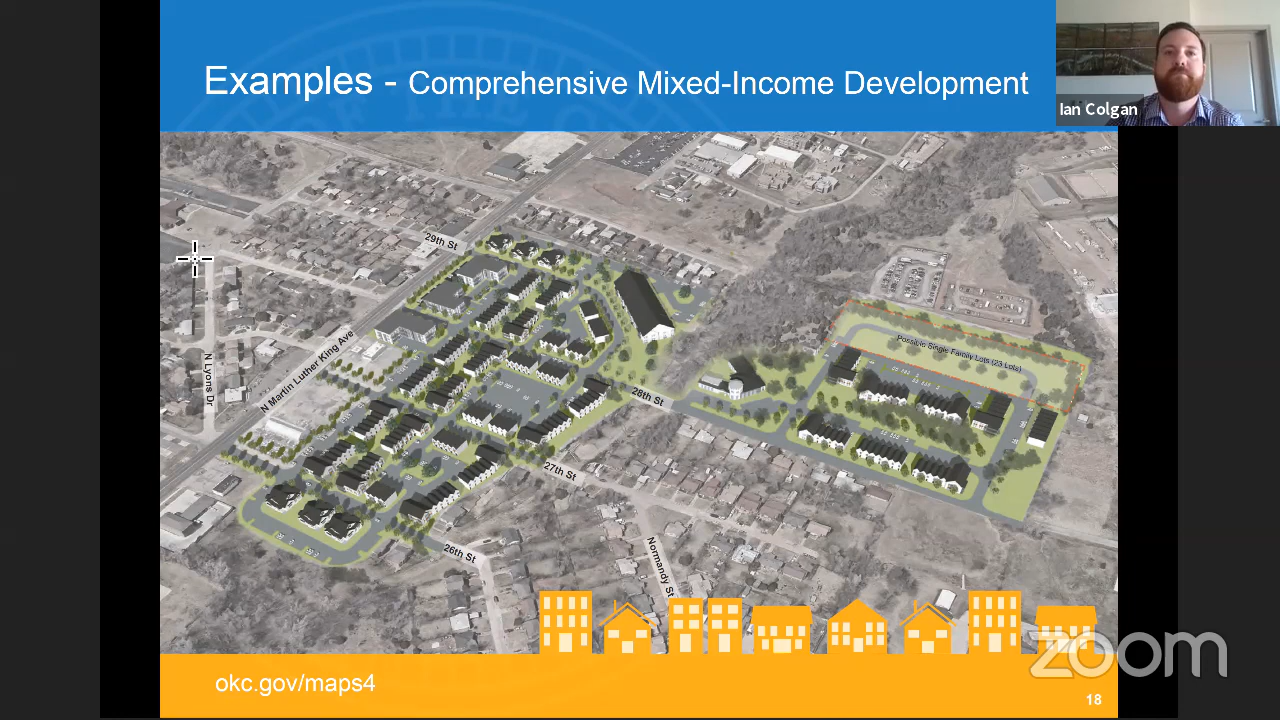 Examples - Comprehensive Mixed-Income Development
Ian Colgan
29th St
N Martin Luther King Ave
N Lyons Dr
Possible Single Family Lots (23 Lots)
28th St
27th St
26th St
Normandy St
zoom
okc.gov/maps4
18